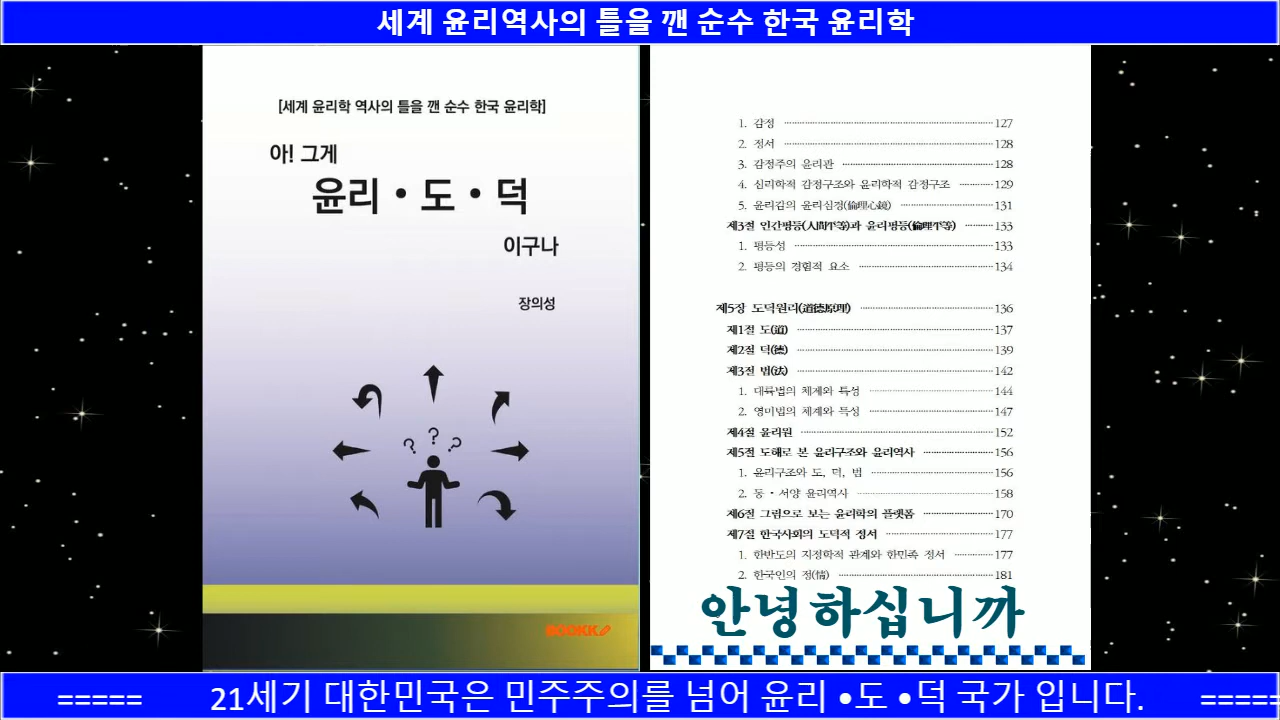 세계 윤리역사의 틀을 깬 순수 한국 윤리학
[세계 윤리학 역사의 틀을 깬 순수 한국 윤리학]
아! 그게
윤리·도·덕
이구나
장의성
? ? ?
BOOKK
1. 감정 127
2. 정서 128
3. 감정주의 윤리관 128
4. 심리학적 감정구조와 윤리학적 감정구조 129
5. 윤리감의 윤리심경(倫理心鏡) 131
제3절 인간평등(人間平等)과 윤리평등(倫理平等) 133
1. 평등성 133
2. 평등의 경험적 요소 134
제5장 도덕원리(道德原理) 136
제1절 도(道) 137
제2절 덕(德) 139
제3절 법(法) 142
1. 대륙법의 체계와 특성 144
2. 영미법의 체계와 특성 147
제4절 윤리원 152
제5절 도해로 본 윤리구조와 윤리역사 156
1. 윤리구조와 도, 덕, 법 156
2. 동·서양 윤리역사 158
제6절 그림으로 보는 윤리학의 플랫폼 170
제7절 한국사회의 도덕적 정서 177
1. 한반도의 지정학적 관계와 한민족 정서 177
2. 한국인의 정(情) 181
안녕하십니까
===== 21세기 대한민국은 민주주의를 넘어 윤리 •도 •덕 국가 입니다. =====